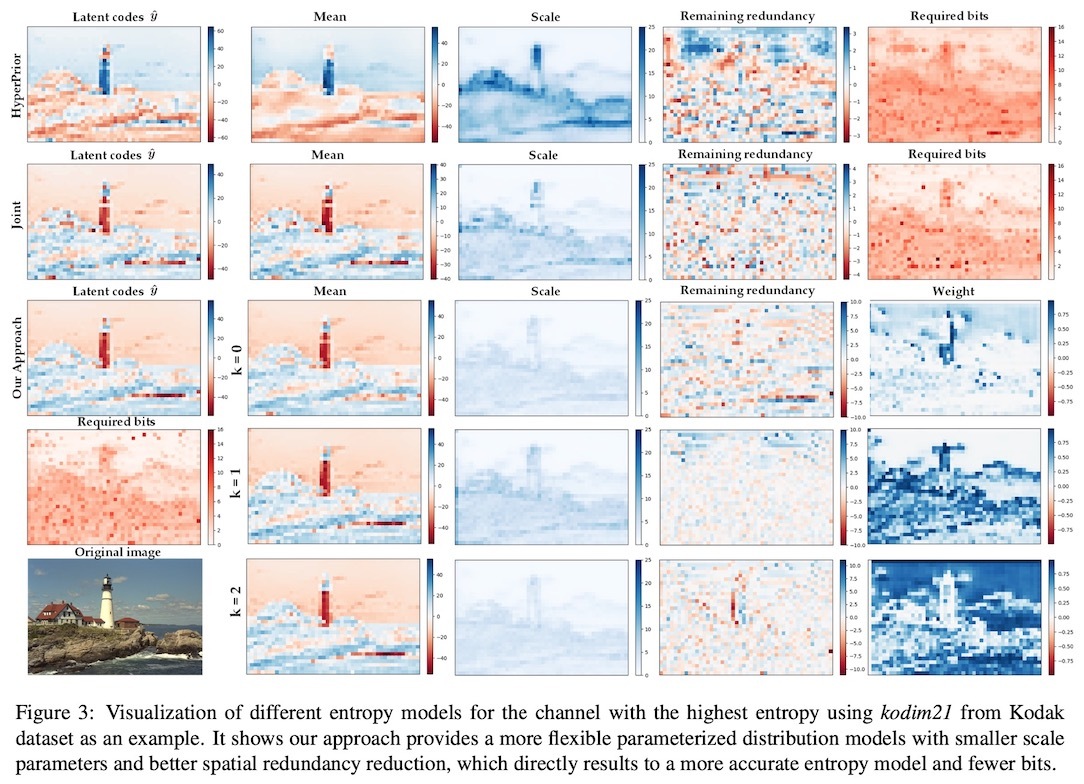 Latent codes ŷ Mean Scale Remaining redundancy Required bits
HyperPrior
60 40 20 0 −20 −40 −60
40 20 0 −20 −40
25 20 15 10 5 0
3 2 1 0 −1 −2 −3
16 14 12 10 8 6 4 2 0
Latent codes ŷ Mean Scale Remaining redundancy Required bits
Joint
40 20 0 −20 −40
40 30 20 10 0 −10 −20 −30 −40
25 20 15 10 5 0
4 3 2 1 0 −1 −2 −3 −4
16 14 12 10 8 6 4 2
Latent codes ŷ Mean Scale Remaining redundancy Weight
Our Approach
k = 0
40 20 0 −20 −40
40 20 0 −20 −40
25 20 15 10 5 0
10.0 7.5 5.0 2.5 0.0 −2.5 −5.0 −7.5 −10.0
0.75 0.50 0.25 0.00 −0.25 −0.50 −0.75
Required bits
k = 1
16 14 12 10 8 6 4 2 0
40 20 0 −20 −40
25 20 15 10 5 0
10.0 7.5 5.0 2.5 0.0 −2.5 −5.0 −7.5 −10.0
0.75 0.50 0.25 0.00 −0.25 −0.50 −0.75
Original image
k = 2
40 20 0 −20 −40
25 20 15 10 5 0
10.0 7.5 5.0 2.5 0.0 −2.5 −5.0 −7.5 −10.0
0.75 0.50 0.25 0.00 −0.25 −0.50 −0.75
Figure 3: Visualization of different entropy models for the channel with the highest entropy using kodim21 from Kodak
dataset as an example. It shows our approach provides a more flexible parameterized distribution models with smaller scale
parameters and better spatial redundancy reduction, which directly results to a more accurate entropy model and fewer bits.